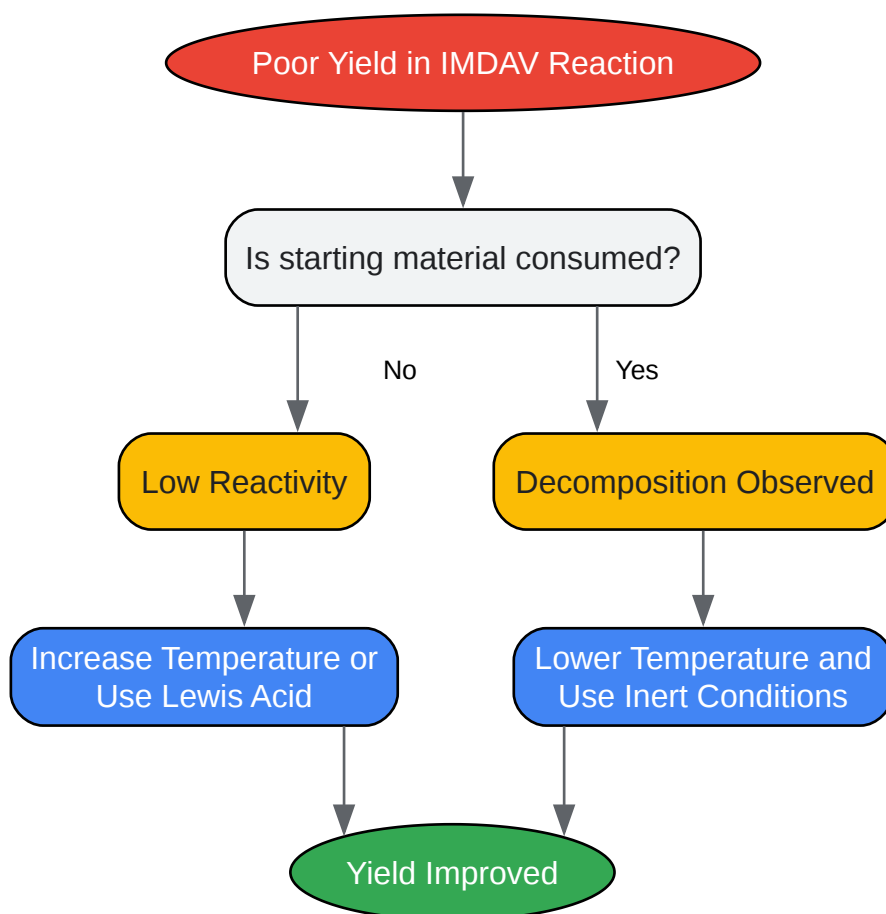 Poor Yield in IMDAV Reaction
Is starting material consumed?
No
Yes
Low Reactivity
Decomposition Observed
Increase Temperature or
Use Lewis Acid
Lower Temperature and
Use Inert Conditions
Yield Improved